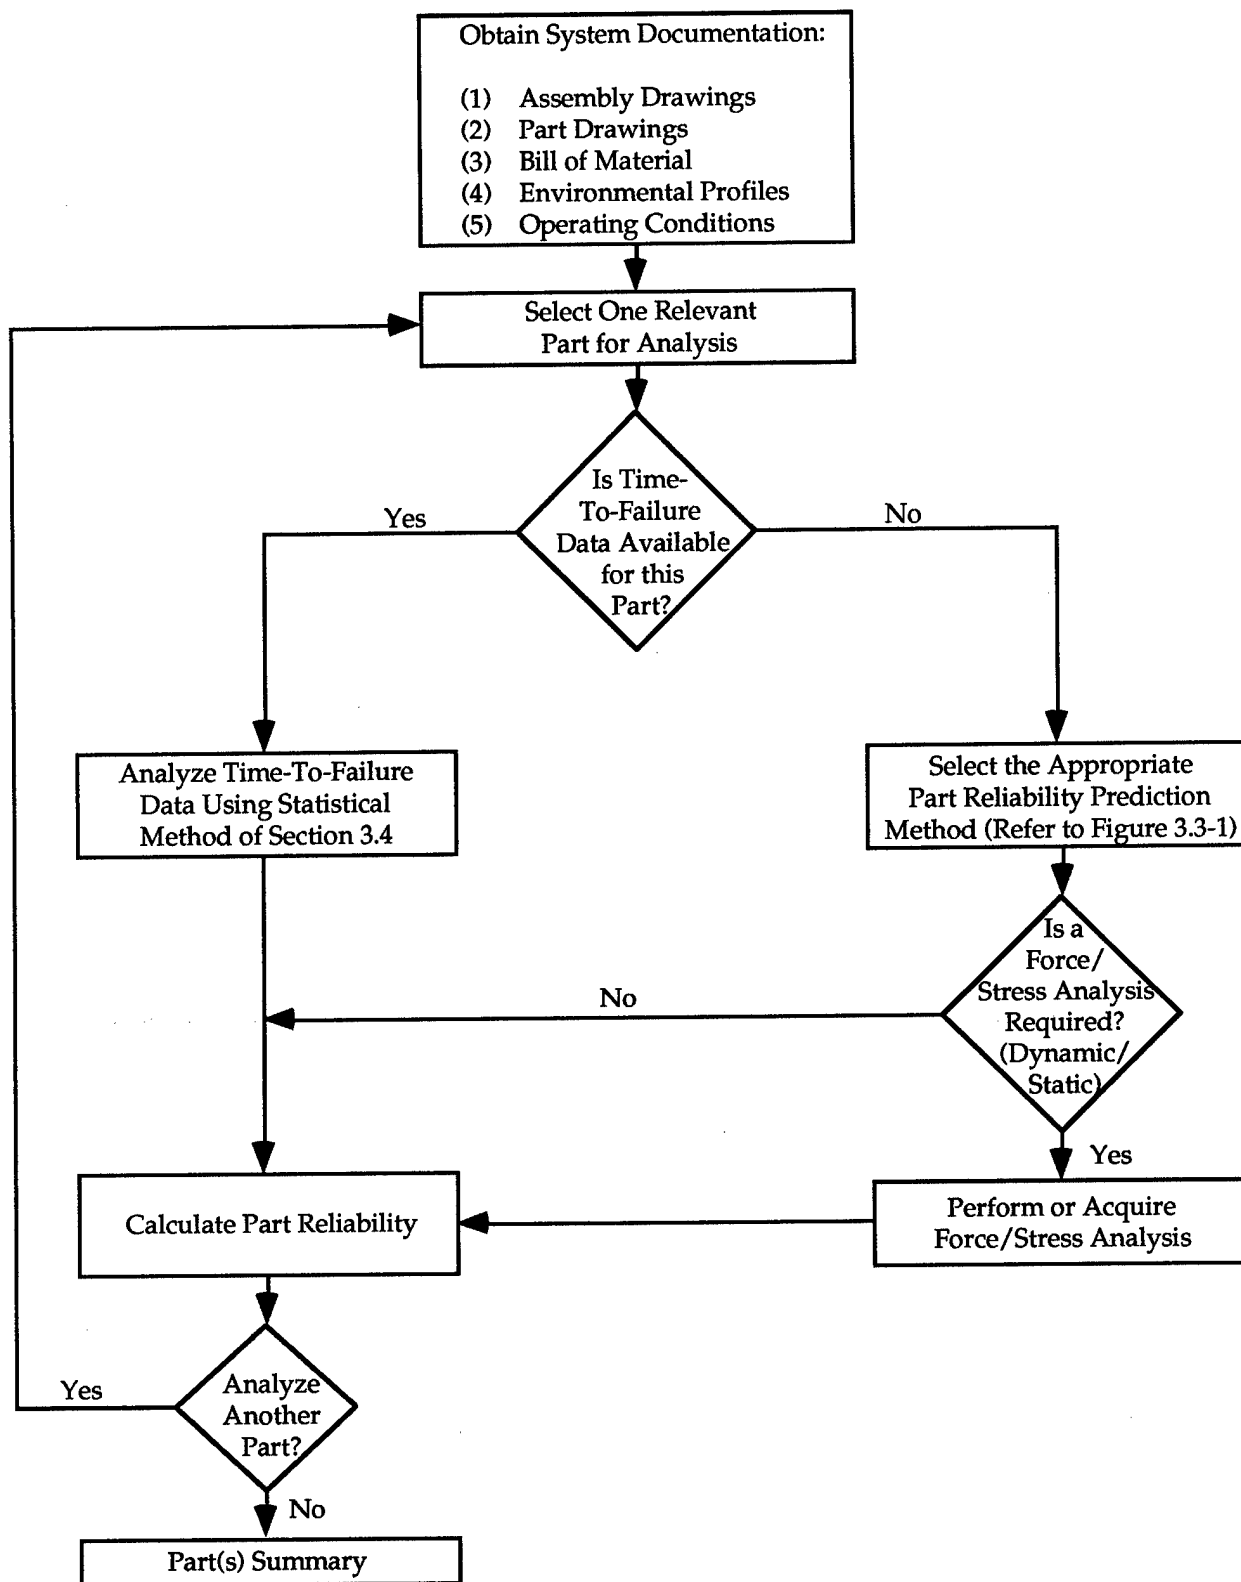 Obtain System Documentation:
(1) Assembly Drawings
(2) Part Drawings
(3) Bill of Material
(4) Environmental Profiles
(5) Operating Conditions
Select One Relevant
Part for Analysis
Is Time-
To-Failure
Data Available
for this
Part?
Yes
No
Analyze Time-To-Failure
Data Using Statistical
Method of Section 3.4
Select the Appropriate
Part Reliability Prediction
Method (Refer to Figure 3.3-1)
Is a
Force/
Stress Analysis
Required?
(Dynamic/
Static)
No
Yes
Calculate Part Reliability
Perform or Acquire
Force/Stress Analysis
Analyze
Another
Part?
Yes
No
Part(s) Summary